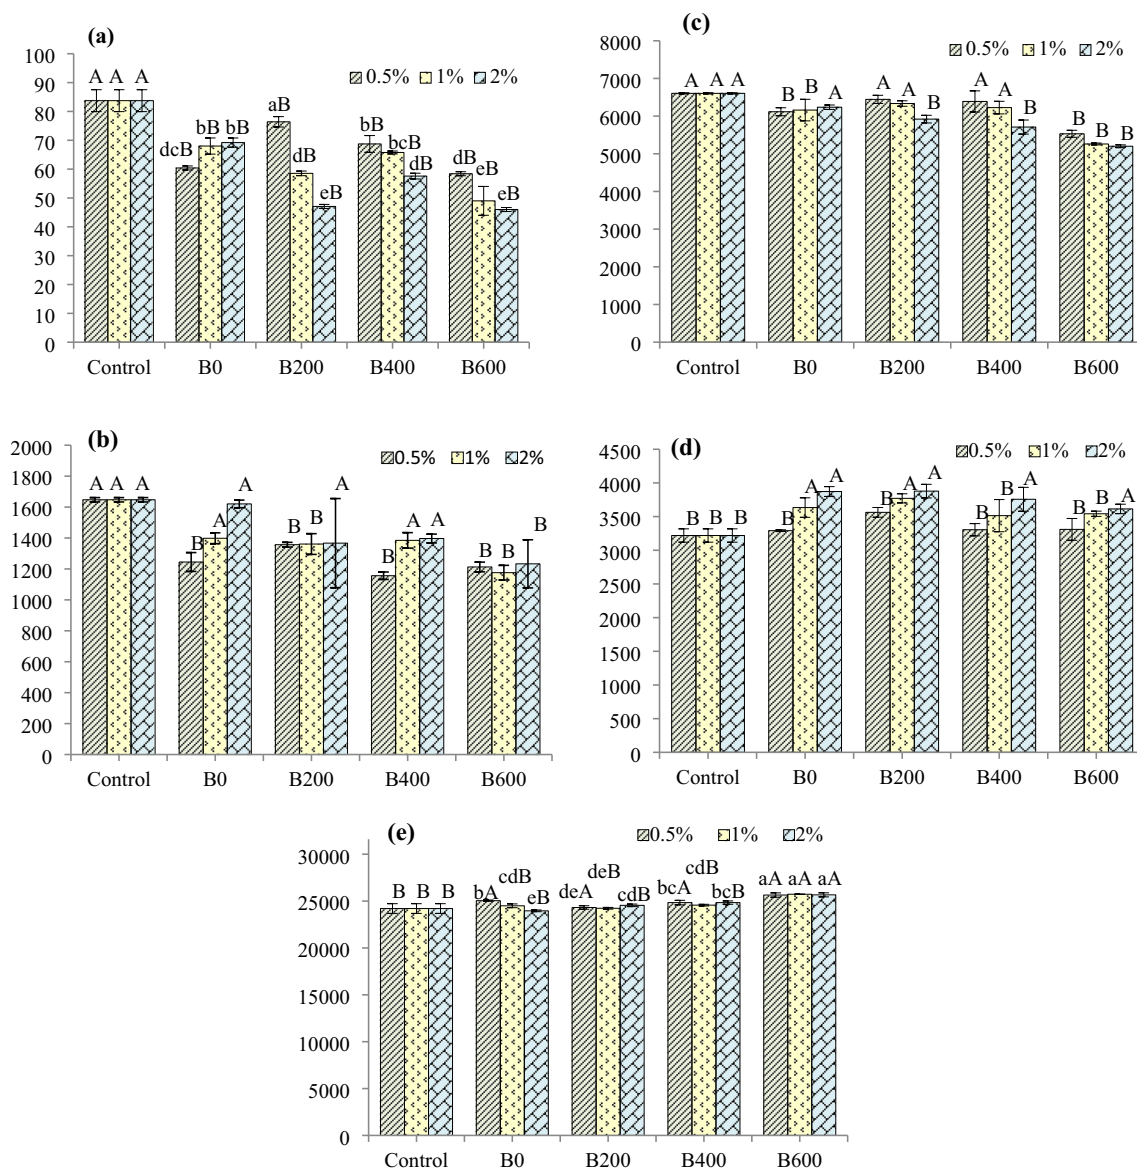 (a)
0.5% 1% 2%
100
90
80
70
60
50
40
30
20
10
0
A A A
dcB bB bB
aB dB eB
bB bcB dB
dB eB eB
Control B0 B200 B400 B600
(c)
0.5% 1% 2%
8000
7000
6000
5000
4000
3000
2000
1000
0
A A A
B B A
A A B
A A B
B B B
Control B0 B200 B400 B600
(b)
0.5% 1% 2%
2000
1800
1600
1400
1200
1000
800
600
400
200
0
A A A
B A A
B B A
B A A
B B B
Control B0 B200 B400 B600
(d)
0.5% 1% 2%
4500
4000
3500
3000
2500
2000
1500
1000
500
0
B B B
B A A
B A A
B B A
B B A
Control B0 B200 B400 B600
(e)
0.5% 1% 2%
30000
25000
20000
15000
10000
5000
0
B B B
bA cdB eB
deA deB cdB
bcA cdB bcB
aA aA aA
Control B0 B200 B400 B600